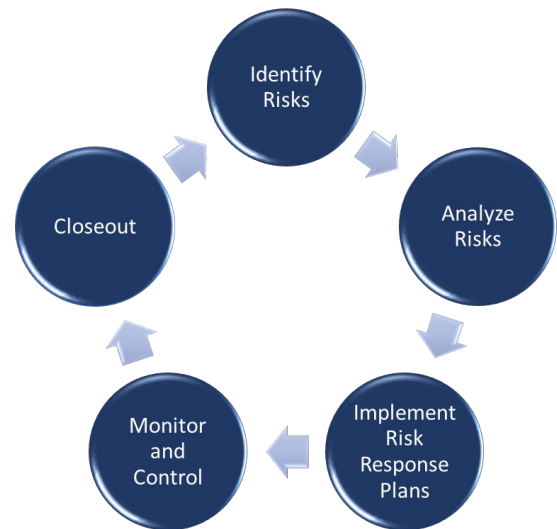 Identify
Risks
Analyze
Risks
Implement
Risk
Response
Plans
Monitor
and
Control
Closeout